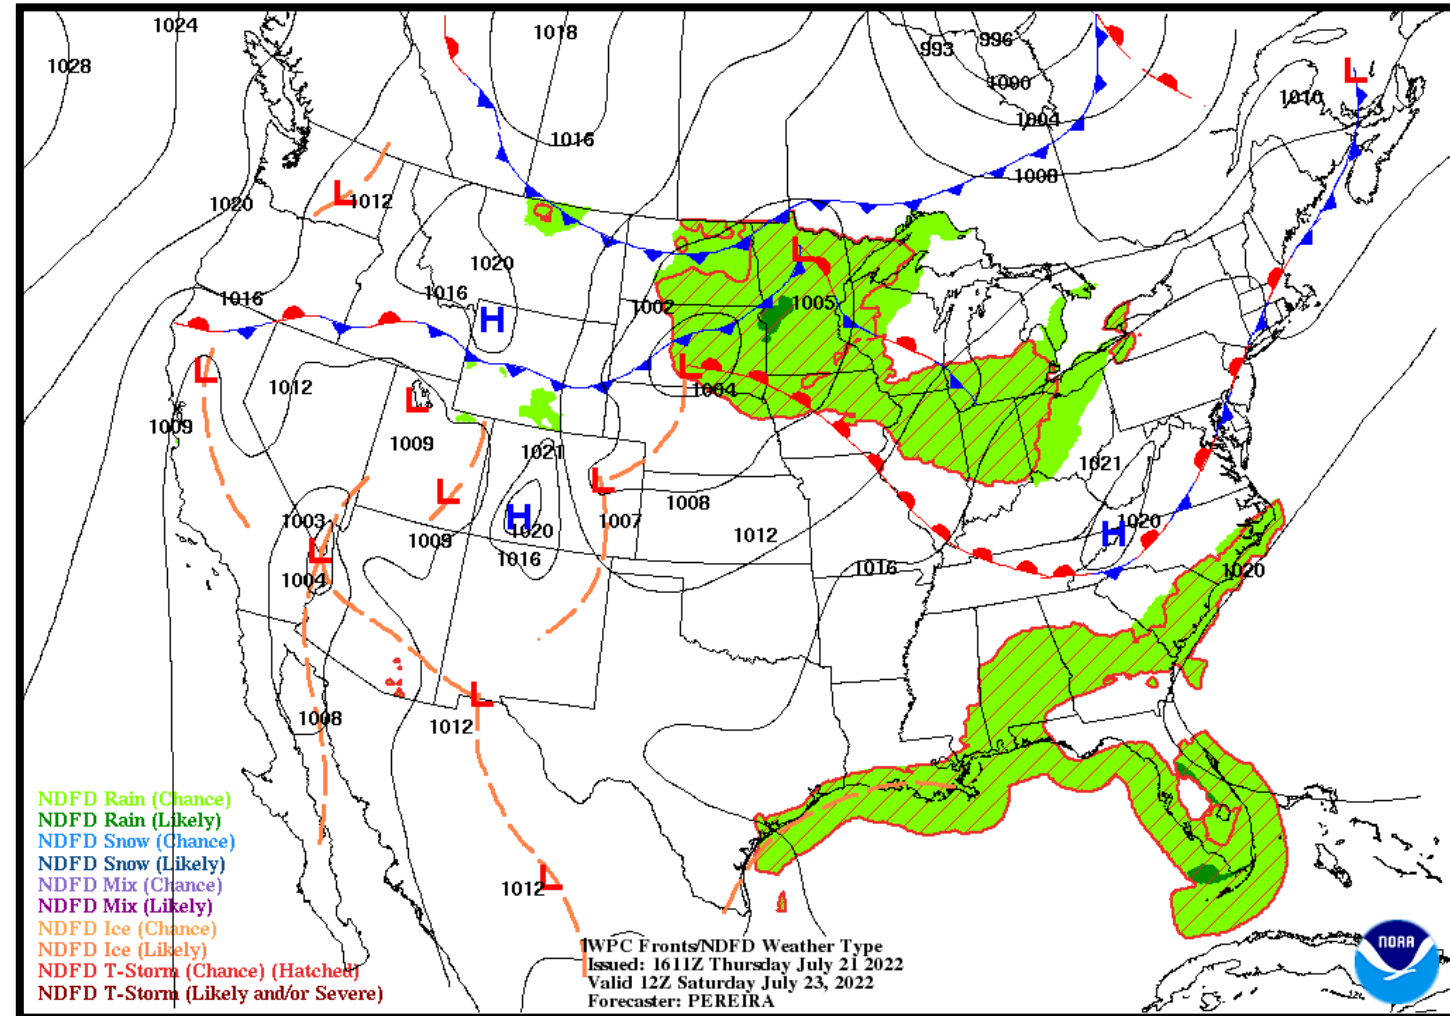 1024
1018
993
996
1028
1000
1010
1004
1016
1008
1012
1020
1020
1016
1016
1002
1005
H
L
1012
1004
1009
1009
1021
1021
1003
1008
1007
1020
1020
1009
1012
1016
1016
1004
1020
1008
1012
1012
NDFD Rain (Chance)
NDFD Rain (Likely)
NDFD Snow (Chance)
NDFD Snow (Likely)
NDFD Mix (Chance)
NDFD Mix (Likely)
NDFD Ice (Chance)
NDFD Ice (Likely)
NDFD T-Storm (Chance) (Hatched)
NDFD T-Storm (Likely and/or Severe)
WPC Fronts/NDFD Weather Type
Issued: 1611Z Thursday July 21 2022
Valid 12Z Saturday July 23, 2022
Forecaster: PEREIRA
NOAA